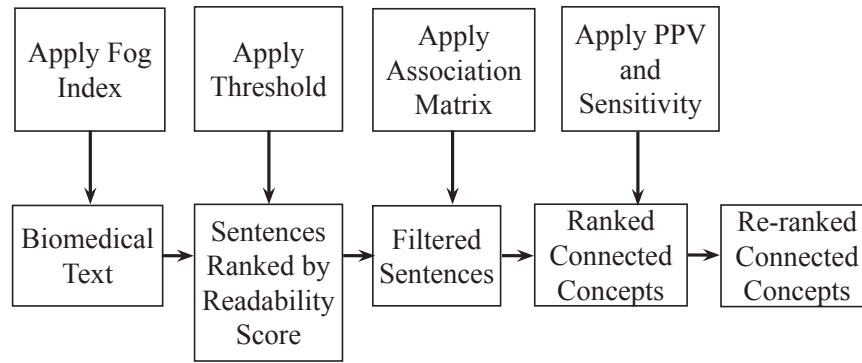 Apply Fog
Index
Apply
Threshold
Apply
Association
Matrix
Apply PPV
and
Sensitivity
Biomedical
Text
Sentences
Ranked by
Readability
Score
Filtered
Sentences
Ranked
Connected
Concepts
Re-ranked
Connected
Concepts